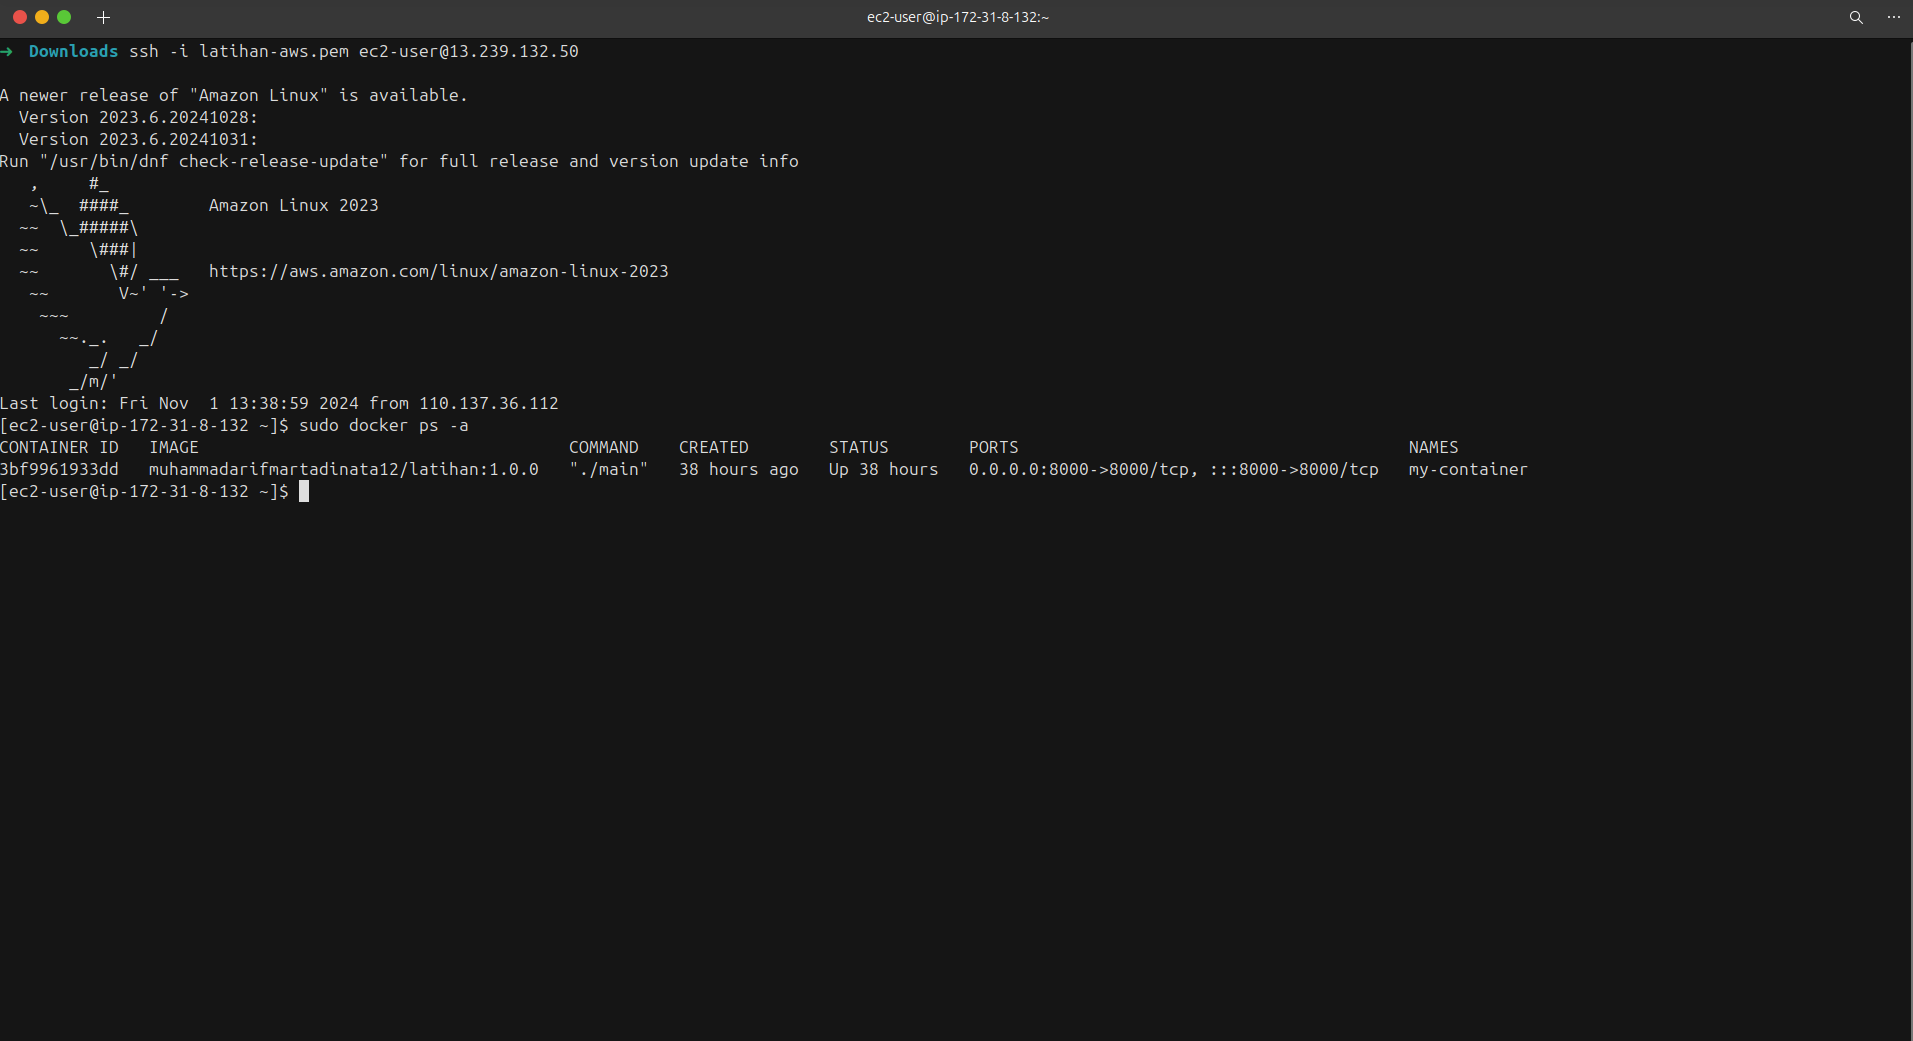 ec2-user@ip-172-31-8-132:~
→ Downloads ssh -i latihan-aws.pem ec2-user@13.239.132.50
A newer release of "Amazon Linux" is available.
  Version 2023.6.20241028:
  Version 2023.6.20241031:
Run "/usr/bin/dnf check-release-update" for full release and version update info
   ,     #_
   ~\_  ####_        Amazon Linux 2023
  ~~  \_#####\
  ~~     \###|
  ~~       \#/ ___   https://aws.amazon.com/linux/amazon-linux-2023
   ~~       V~' '->
    ~~~         /
      ~~._.   _/
         _/ _/
       _/m/'
Last login: Fri Nov  1 13:38:59 2024 from 110.137.36.112
[ec2-user@ip-172-31-8-132 ~]$ sudo docker ps -a
CONTAINER ID   IMAGE                                     COMMAND    CREATED        STATUS        PORTS                                       NAMES
3bf9961933dd   muhammadarifmartadinata12/latihan:1.0.0   "./main"   38 hours ago   Up 38 hours   0.0.0.0:8000->8000/tcp, :::8000->8000/tcp   my-container
[ec2-user@ip-172-31-8-132 ~]$